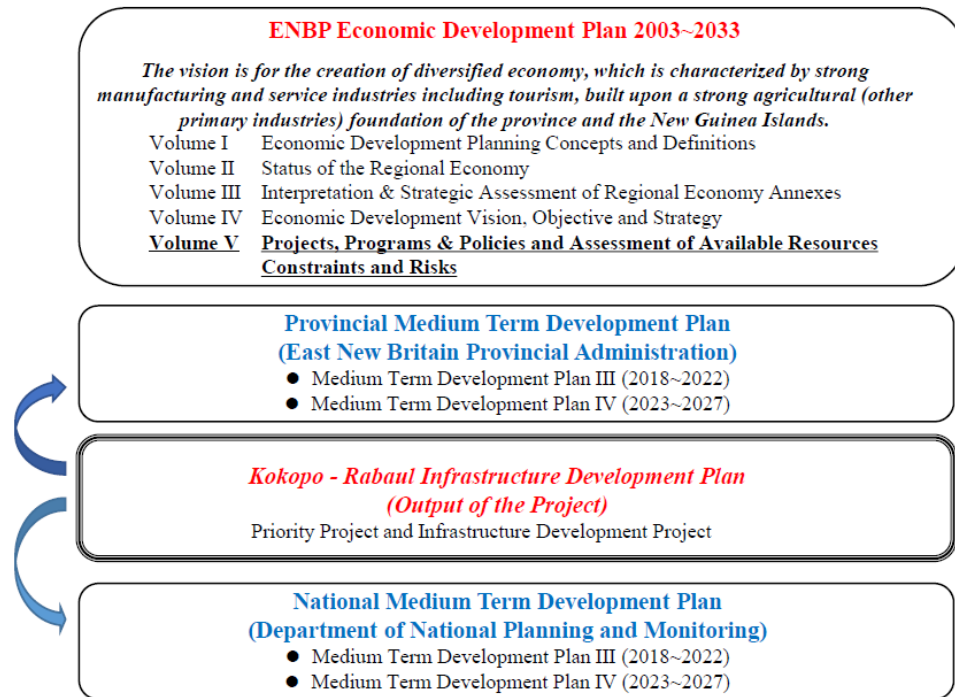 ENBP Economic Development Plan 2003~2033
The vision is for the creation of diversified economy, which is characterized by strong
manufacturing and service industries including tourism, built upon a strong agricultural (other
primary industries) foundation of the province and the New Guinea Islands.
Volume I Economic Development Planning Concepts and Definitions
Volume II Status of the Regional Economy
Volume III Interpretation & Strategic Assessment of Regional Economy Annexes
Volume IV Economic Development Vision, Objective and Strategy
Volume V Projects, Programs & Policies and Assessment of Available Resources
Constraints and Risks
Provincial Medium Term Development Plan
(East New Britain Provincial Administration)
● Medium Term Development Plan III (2018~2022)
● Medium Term Development Plan IV (2023~2027)
Kokopo - Rabaul Infrastructure Development Plan
(Output of the Project)
Priority Project and Infrastructure Development Project
National Medium Term Development Plan
(Department of National Planning and Monitoring)
● Medium Term Development Plan III (2018~2022)
● Medium Term Development Plan IV (2023~2027)